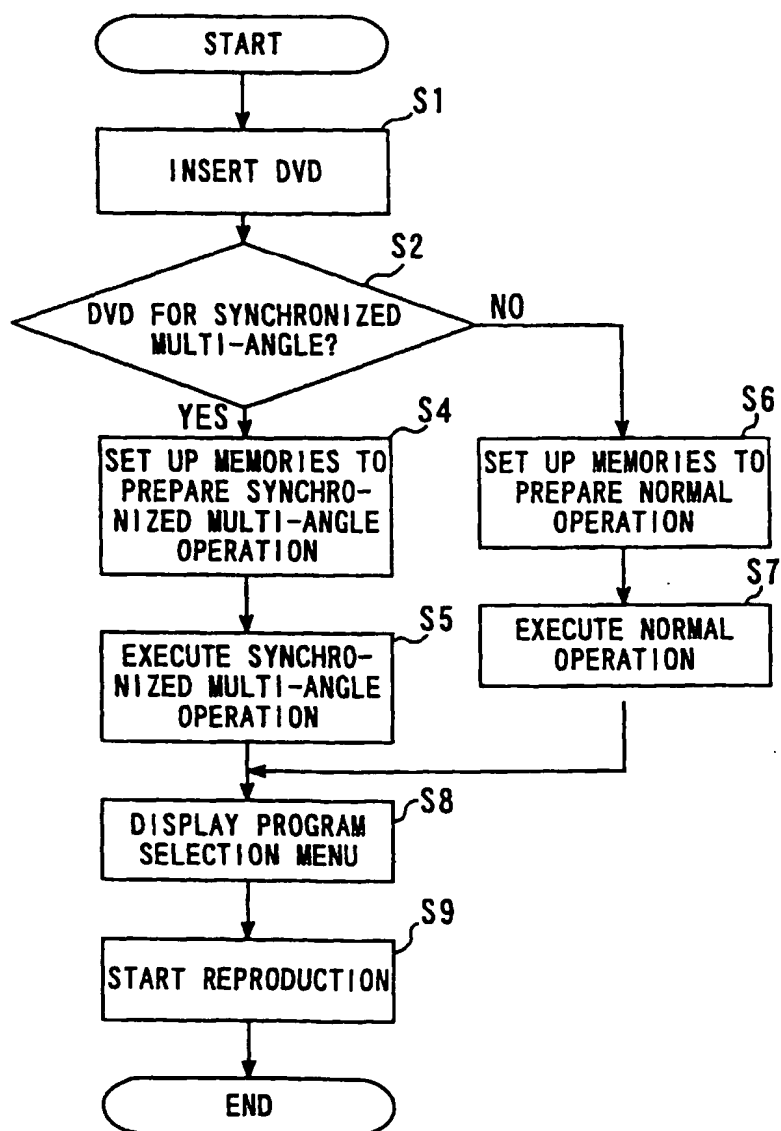 START
S1
INSERT DVD
S2
DVD FOR SYNCHRONIZED
MULTI-ANGLE?
NO
YES
S4
SET UP MEMORIES TO
PREPARE SYNCHRO-
NIZED MULTI-ANGLE
OPERATION
S6
SET UP MEMORIES TO
PREPARE NORMAL
OPERATION
S5
EXECUTE SYNCHRO-
NIZED MULTI-ANGLE
OPERATION
S7
EXECUTE NORMAL
OPERATION
S8
DISPLAY PROGRAM
SELECTION MENU
S9
START REPRODUCTION
END